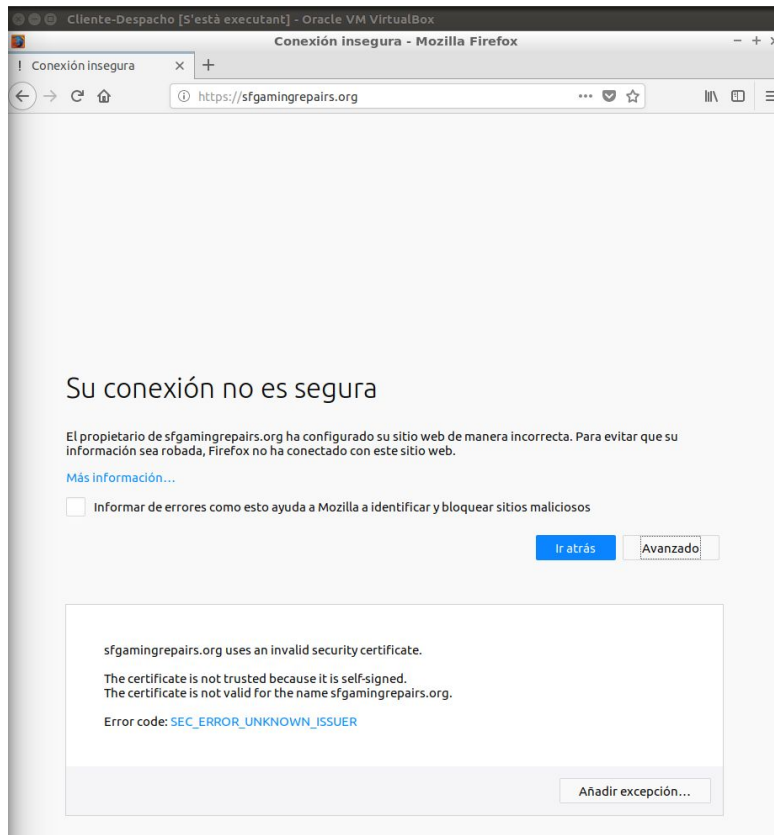 Cliente-Despacho [S'està executant] - Oracle VM VirtualBox
Conexión insegura - Mozilla Firefox
! Conexión insegura
https://sfgamingrepairs.org
Su conexión no es segura
El propietario de sfgamingrepairs.org ha configurado su sitio web de manera incorrecta. Para evitar que su
información sea robada, Firefox no ha conectado con este sitio web.
Más información…
Informar de errores como esto ayuda a Mozilla a identificar y bloquear sitios maliciosos
Ir atrás Avanzado
sfgamingrepairs.org uses an invalid security certificate.
The certificate is not trusted because it is self-signed.
The certificate is not valid for the name sfgamingrepairs.org.
Error code: SEC_ERROR_UNKNOWN_ISSUER
Añadir excepción…